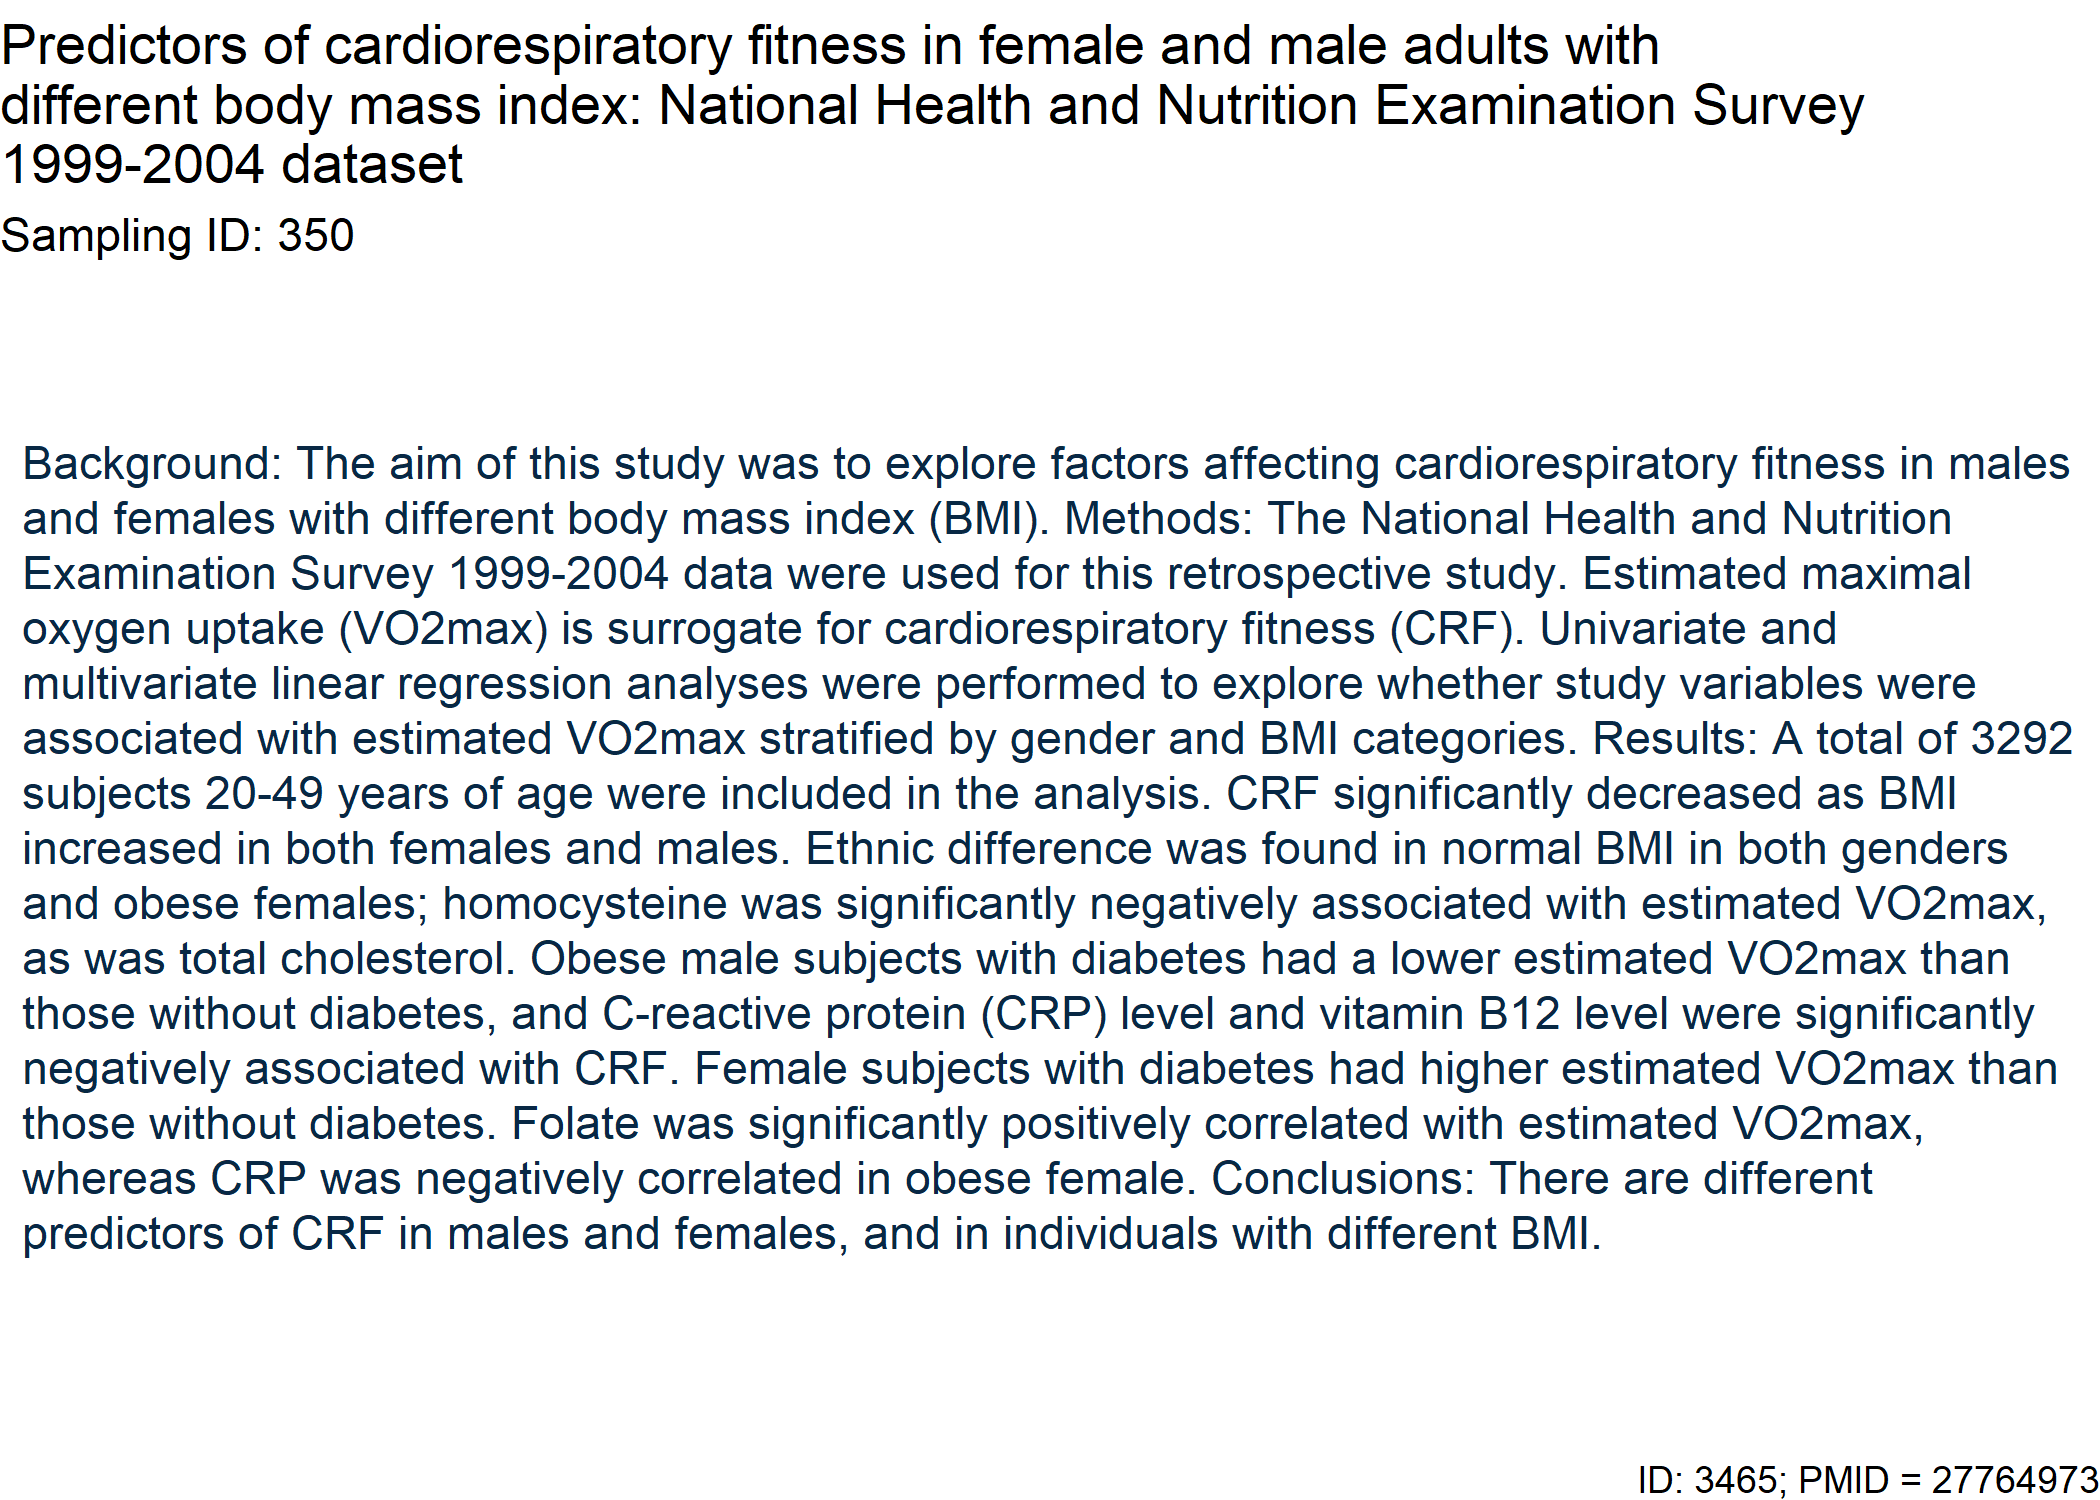 Predictors of cardiorespiratory fitness in female and male adults with
different body mass index: National Health and Nutrition Examination Survey
1999-2004 dataset
Sampling ID: 350
Background: The aim of this study was to explore factors affecting cardiorespiratory fitness in males
and females with different body mass index (BMI). Methods: The National Health and Nutrition
Examination Survey 1999-2004 data were used for this retrospective study. Estimated maximal
oxygen uptake (VO2max) is surrogate for cardiorespiratory fitness (CRF). Univariate and
multivariate linear regression analyses were performed to explore whether study variables were
associated with estimated VO2max stratified by gender and BMI categories. Results: A total of 3292
subjects 20-49 years of age were included in the analysis. CRF significantly decreased as BMI
increased in both females and males. Ethnic difference was found in normal BMI in both genders
and obese females; homocysteine was significantly negatively associated with estimated VO2max,
as was total cholesterol. Obese male subjects with diabetes had a lower estimated VO2max than
those without diabetes, and C-reactive protein (CRP) level and vitamin B12 level were significantly
negatively associated with CRF. Female subjects with diabetes had higher estimated VO2max than
those without diabetes. Folate was significantly positively correlated with estimated VO2max,
whereas CRP was negatively correlated in obese female. Conclusions: There are different
predictors of CRF in males and females, and in individuals with different BMI.
ID: 3465; PMID = 27764973